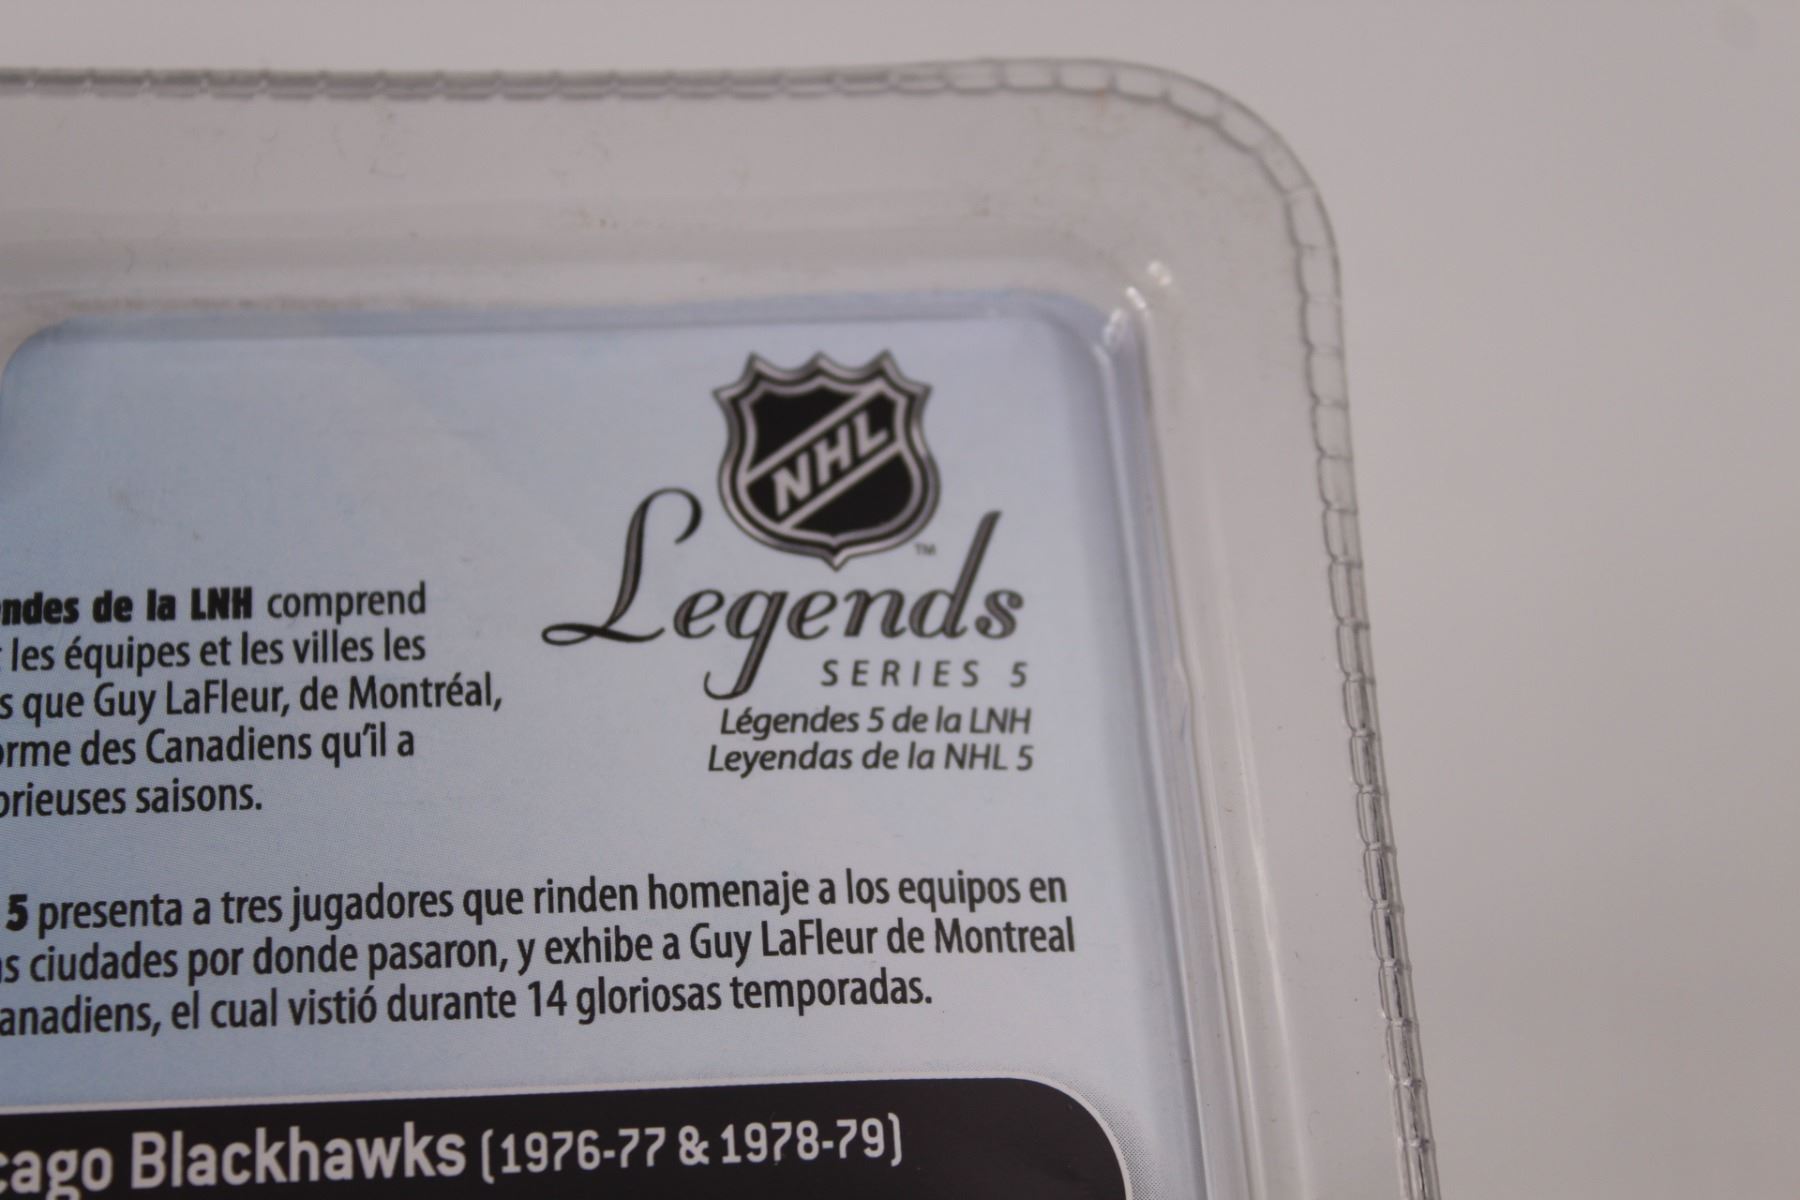 NHL
TM
Legends
SERIES 5
Légendes 5 de la LNH
Leyendas de la NHL 5
ndes de la LNH comprend
les équipes et les villes les
s que Guy LaFleur, de Montréal,
orme des Canadiens qu'il a
orieuses saisons.
5 presenta a tres jugadores que rinden homenaje a los equipos en
s ciudades por donde pasaron, y exhibe a Guy LaFleur de Montreal
anadiens, el cual vistió durante 14 gloriosas temporadas.
cago Blackhawks (1976-77 & 1978-79)